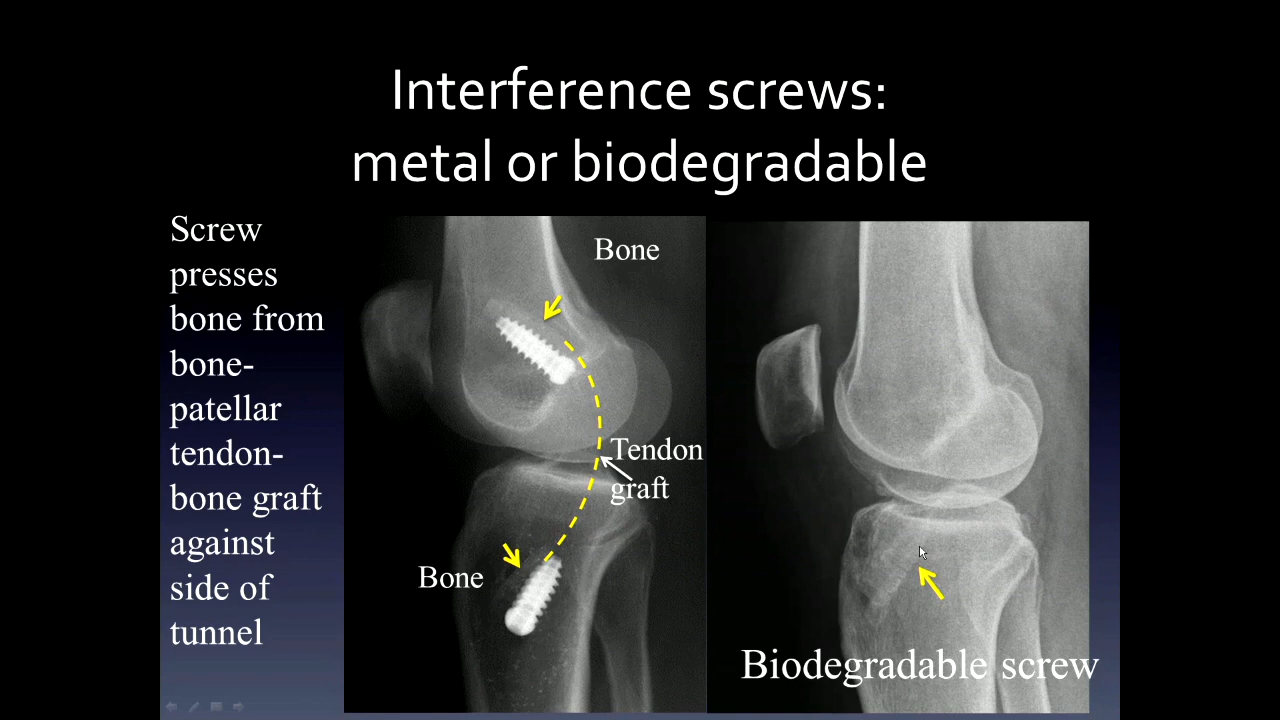 Interference screws:
metal or biodegradable
Screw
presses
bone from
bone-
patellar
tendon-
bone graft
against
side of
tunnel
Bone
Tendon
graft
Bone
Biodegradable screw